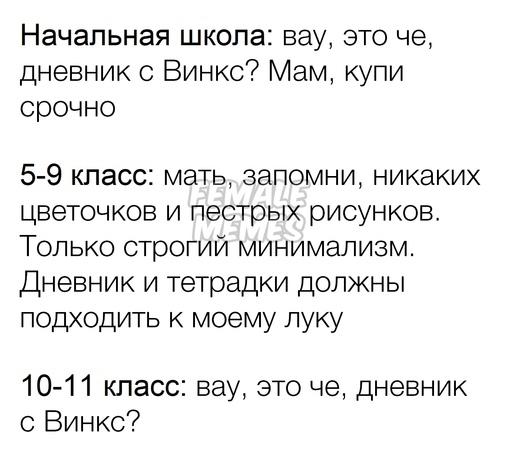 Начальная школа: вау, это че,
дневник с Винкс? Мам, купи
срочно
5-9 класс: мать, запомни, никаких
цветочков и пестрых рисунков.
Только строгий минимализм.
Дневник и тетрадки должны
подходить к моему луку
10-11 класс: вау, это че, дневник
с Винкс?
FEMALE
MEMES